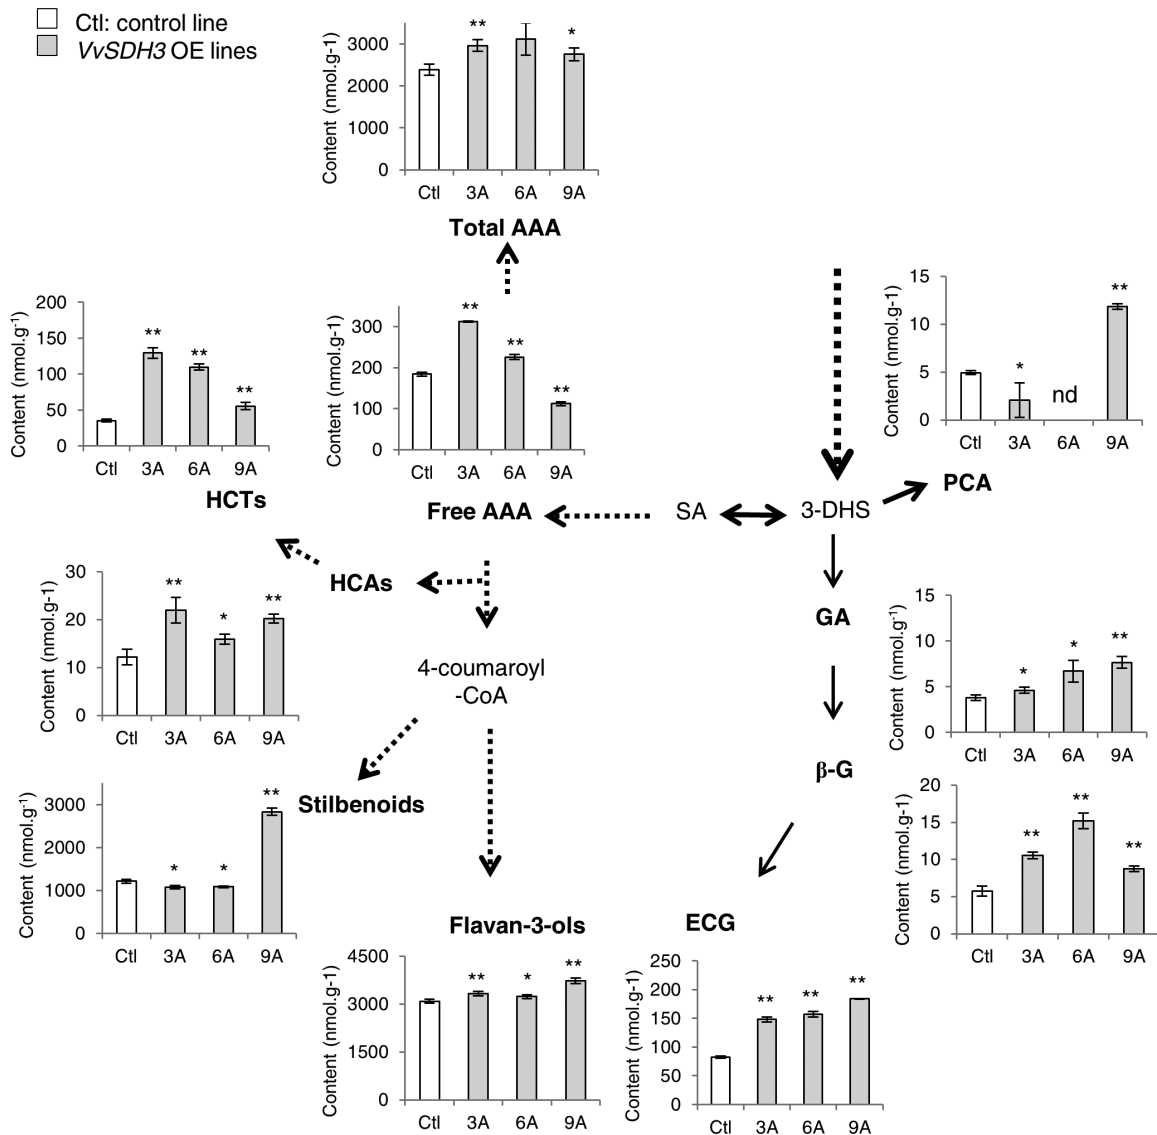 Ctl: control line
VvSDH3 OE lines
Content (nmol.g-1)
3000
2000
1000
0
** *
Ctl 3A 6A 9A
Total AAA
Content (nmol.g-1)
200
150
100
50
0
** ** **
Ctl 3A 6A 9A
HCTs
Content (nmol.g-1)
300
200
100
0
** ** **
Ctl 3A 6A 9A
Free AAA
Content (nmol.g-1)
15
10
5
0
* nd **
Ctl 3A 6A 9A
PCA
SA
3-DHS
HCAs
GA
Content (nmol.g-1)
30
20
10
0
** * **
Ctl 3A 6A 9A
4-coumaroyl
-CoA
Content (nmol.g-1)
15
10
5
0
* * **
Ctl 3A 6A 9A
β-G
Content (nmol.g-1)
3000
2000
1000
0
* * **
Ctl 3A 6A 9A
Stilbenoids
Content (nmol.g-1)
20
15
10
5
0
** ** **
Ctl 3A 6A 9A
Flavan-3-ols
Content (nmol.g-1)
4500
3000
1500
0
** * **
Ctl 3A 6A 9A
ECG
Content (nmol.g-1)
250
200
150
100
50
0
** ** **
Ctl 3A 6A 9A